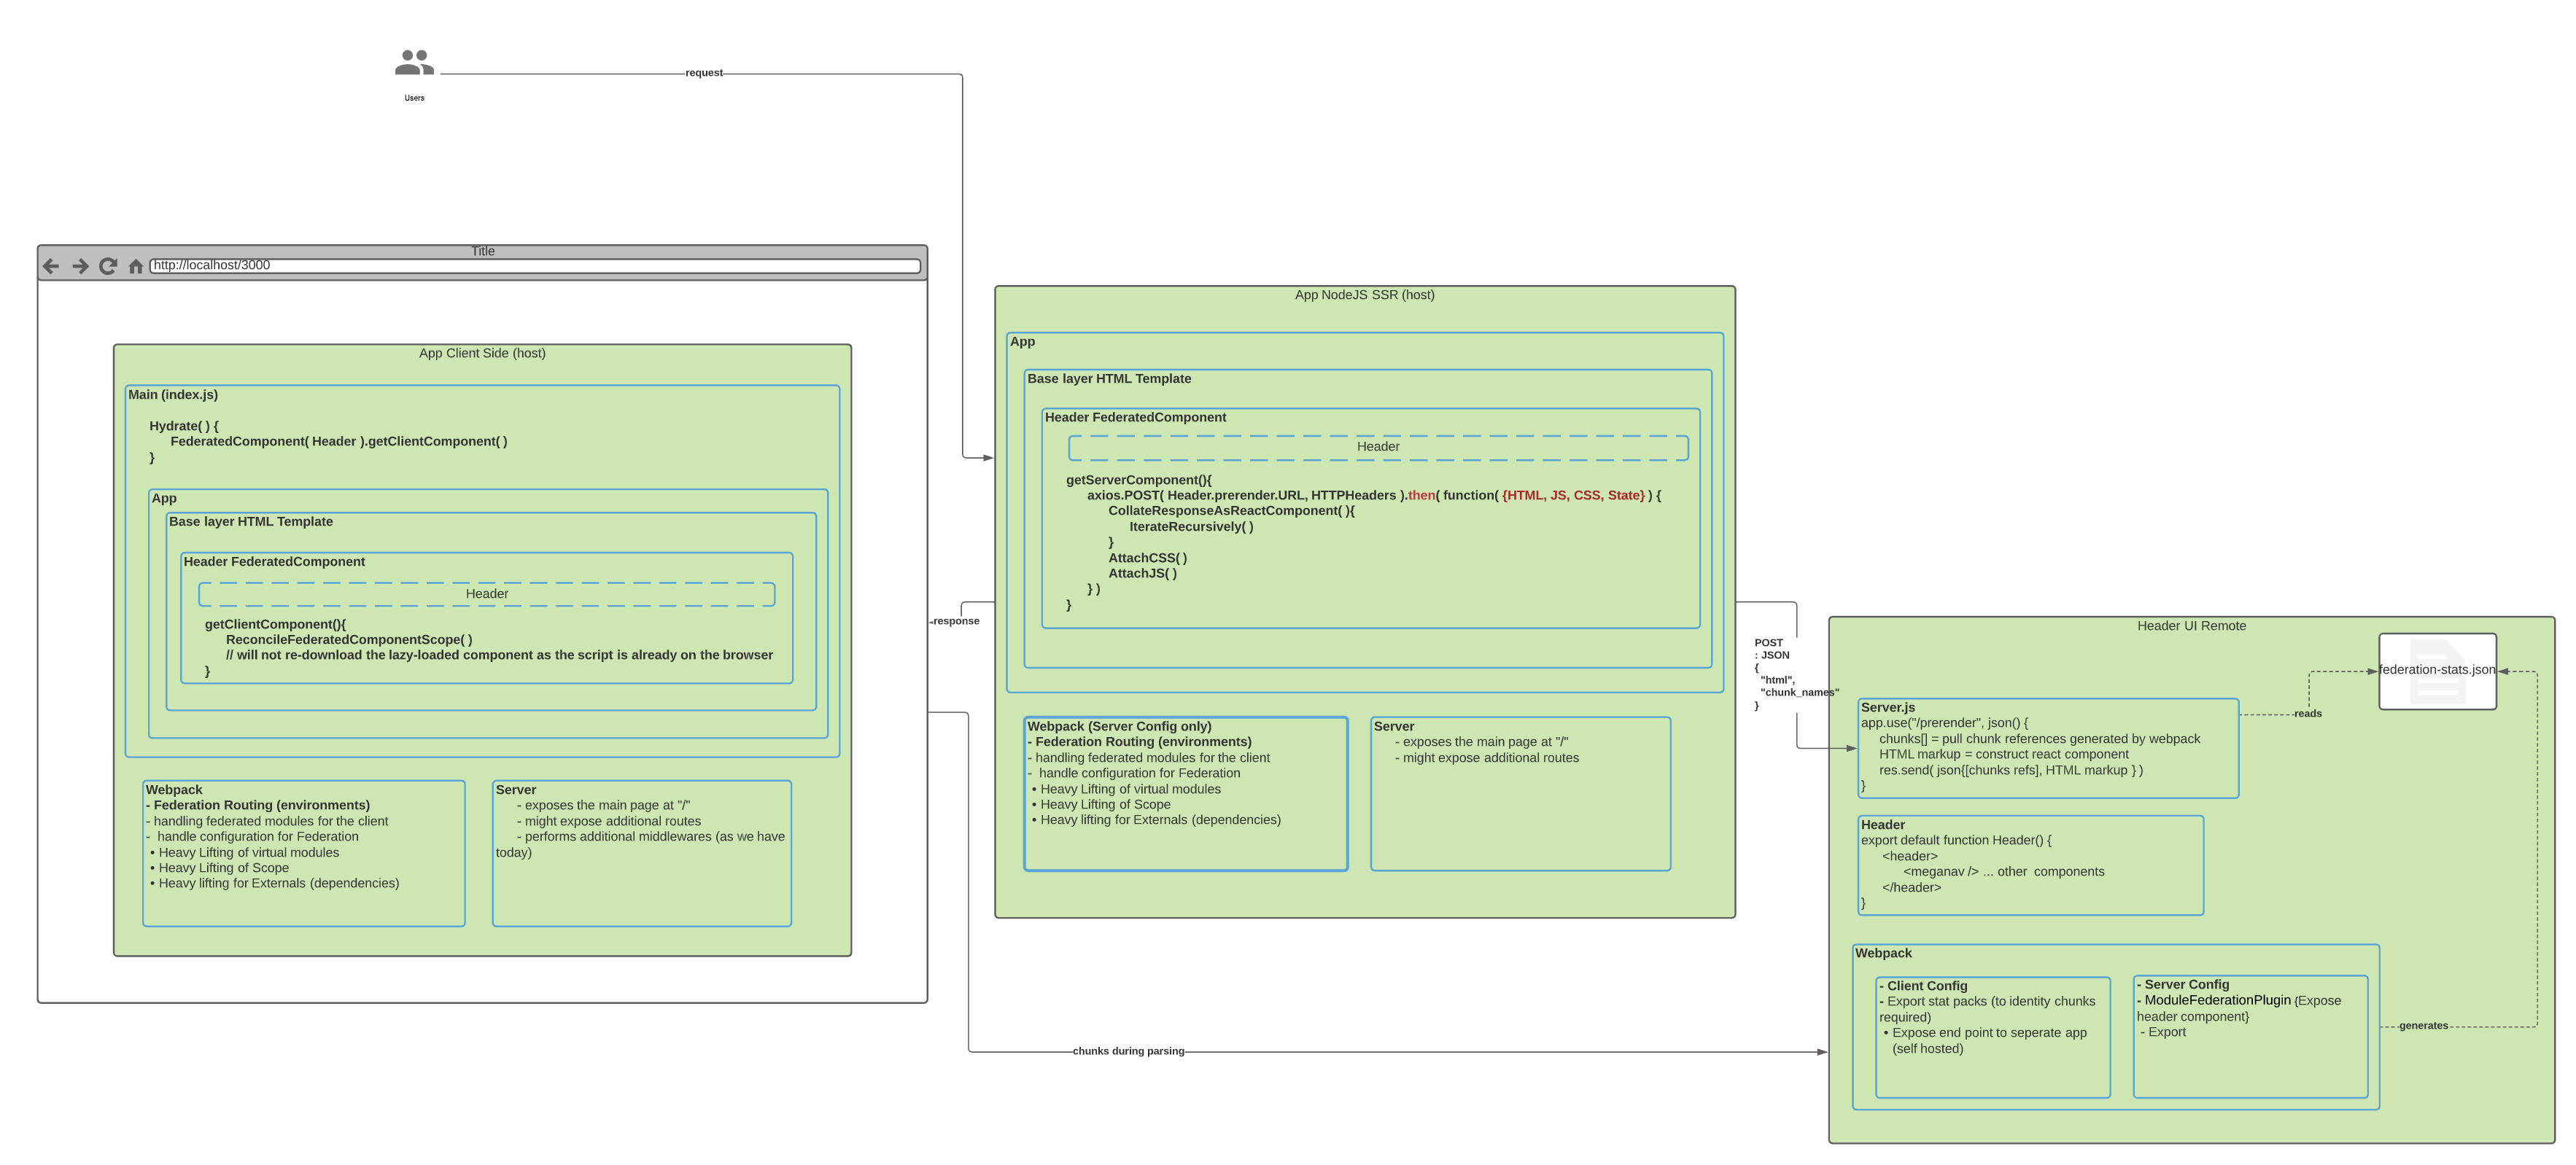 Users
request
Title
http://localhost/3000
App Client Side (host)
Main (index.js)
Hydrate( ) {
FederatedComponent( Header ).getClientComponent( )
}
App
Base layer HTML Template
Header FederatedComponent
Header
getClientComponent(){
ReconcileFederatedComponentScope( )
// will not re-download the lazy-loaded component as the script is already on the browser
}
Webpack
- Federation Routing (environments)
- handling federated modules for the client
- handle configuration for Federation
• Heavy Lifting of virtual modules
• Heavy Lifting of Scope
• Heavy lifting for Externals (dependencies)
Server
- exposes the main page at "/"
- might expose additional routes
- performs additional middlewares (as we have
today)
response
App NodeJS SSR (host)
App
Base layer HTML Template
Header FederatedComponent
Header
getServerComponent(){
axios.POST( Header.prerender.URL, HTTPHeaders ).then( function( {HTML, JS, CSS, State} ) {
CollateResponseAsReactComponent( ){
IterateRecursively( )
}
AttachCSS( )
AttachJS( )
} )
}
Webpack (Server Config only)
- Federation Routing (environments)
- handling federated modules for the client
- handle configuration for Federation
• Heavy Lifting of virtual modules
• Heavy Lifting of Scope
• Heavy lifting for Externals (dependencies)
Server
- exposes the main page at "/"
- might expose additional routes
POST
: JSON
{
"html",
"chunk_names"
}
chunks during parsing
Header UI Remote
federation-stats.json
reads
Server.js
app.use("/prerender", json() {
chunks[] = pull chunk references generated by webpack
HTML markup = construct react component
res.send( json{[chunks refs], HTML markup } )
}
Header
export default function Header() {
<header>
<meganav /> ... other components
</header>
}
Webpack
- Client Config
- Export stat packs (to identity chunks
required)
• Expose end point to seperate app
(self hosted)
- Server Config
- ModuleFederationPlugin {Expose
header component}
- Export
generates